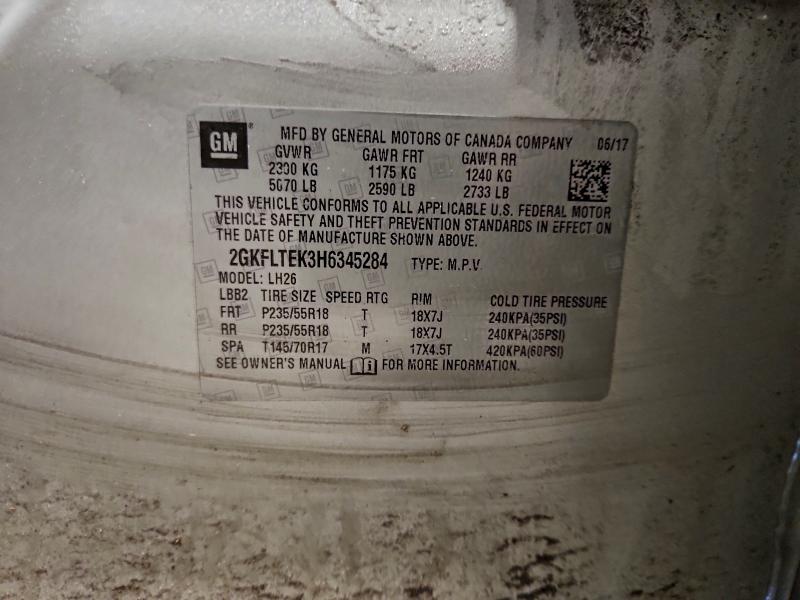 GM ® MFD BY GENERAL MOTORS OF CANADA COMPANY 06/17
GVWR GAWR FRT GAWR RR
2300 KG 1175 KG 1240 KG
5070 LB 2590 LB 2733 LB
THIS VEHICLE CONFORMS TO ALL APPLICABLE U.S. FEDERAL MOTOR
VEHICLE SAFETY AND THEFT PREVENTION STANDARDS IN EFFECT ON
THE DATE OF MANUFACTURE SHOWN ABOVE.
2GKFLTEK3H6345284 TYPE: M.P.V.
MODEL: LH26
LBB2 TIRE SIZE SPEED RTG RIM COLD TIRE PRESSURE
FRT P235/55R18 T 18X7J 240KPA(35PSI)
RR P235/55R18 T 18X7J 240KPA(35PSI)
SPA T145/70R17 M 17X4.5T 420KPA(60PSI)
SEE OWNER'S MANUAL i FOR MORE INFORMATION.